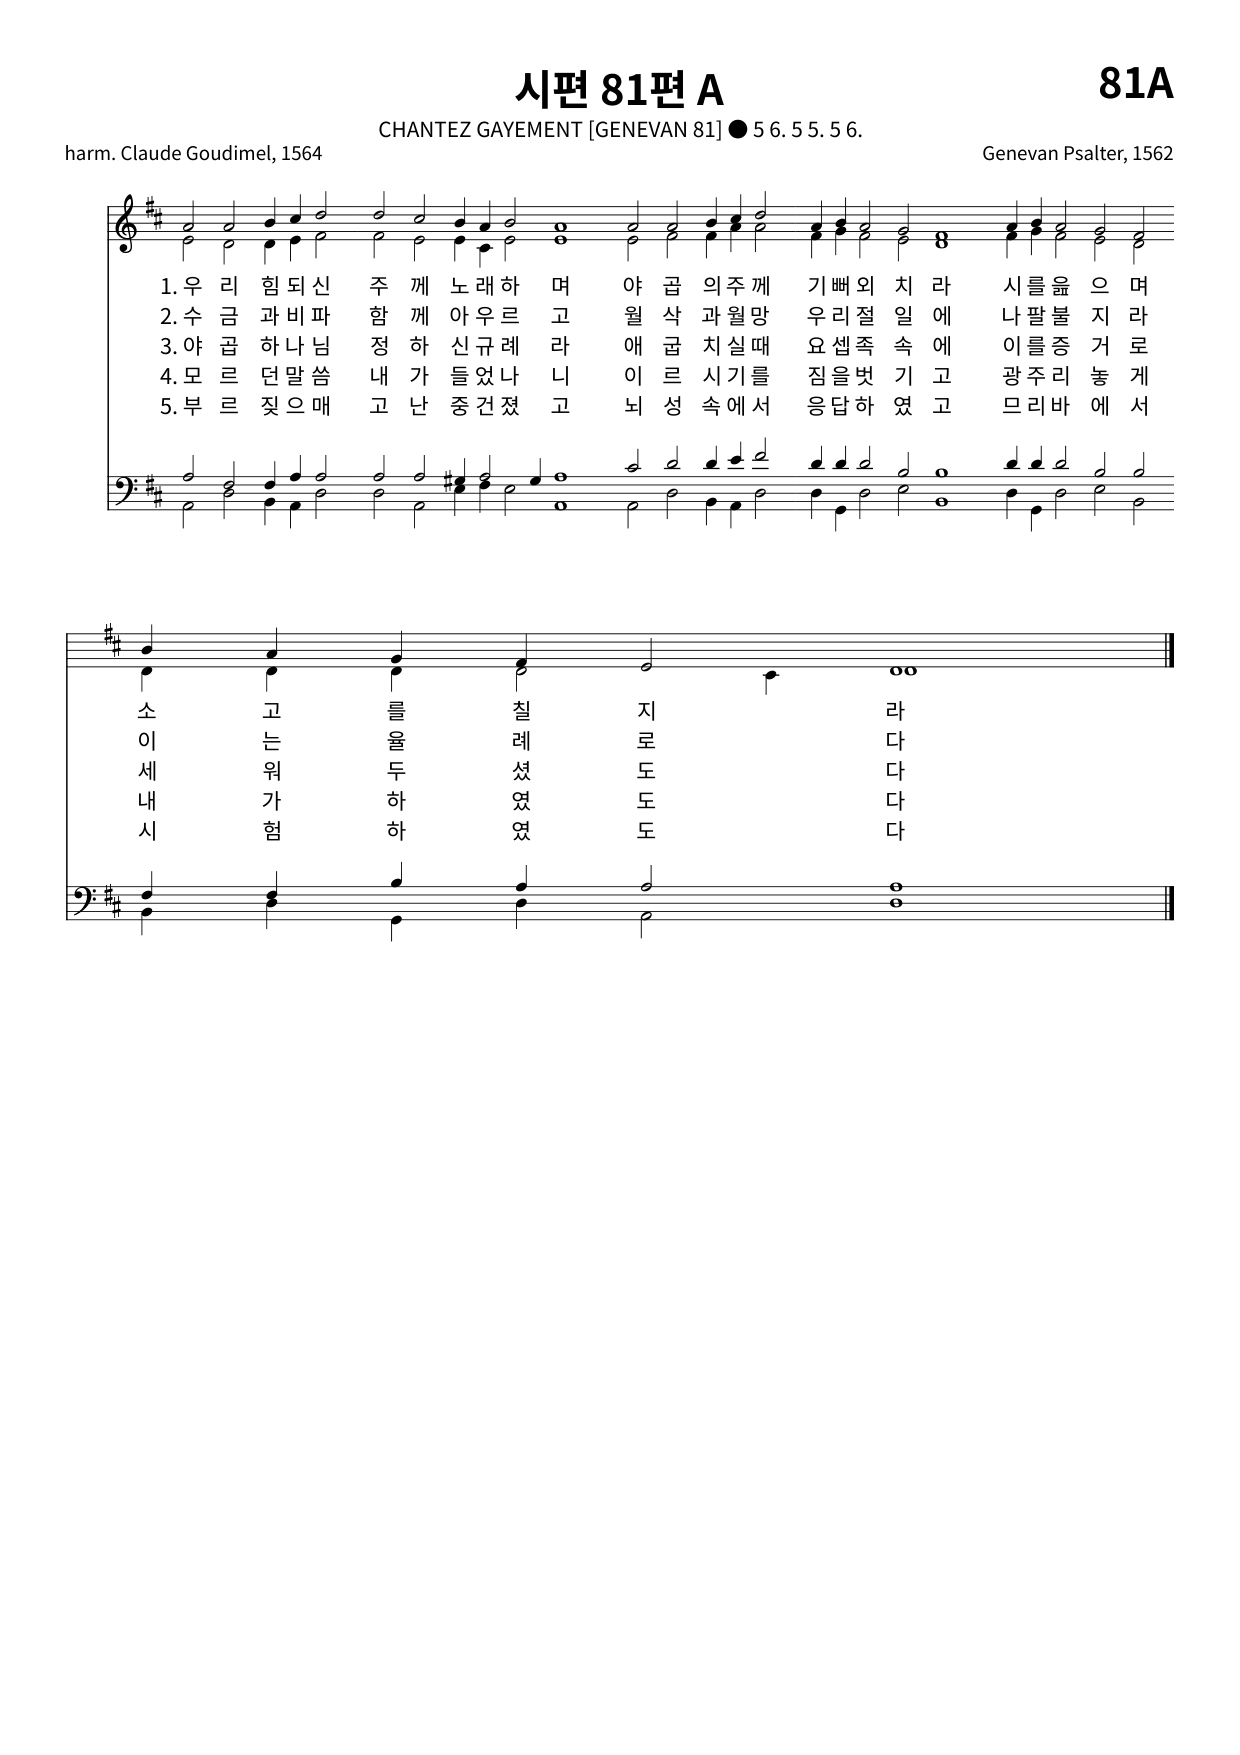 시편 81편 A
81A
CHANTEZ GAYEMENT [GENEVAN 81] ● 5 6. 5 5. 5 6.
harm. Claude Goudimel, 1564
Genevan Psalter, 1562
1. 우 리 힘 되 신 주 께 노 래 하 며 야 곱 의 주 께 기 뻐 외 치 라 시 를 읊 으 며
2. 수 금 과 비 파 함 께 아 우 르 고 월 삭 과 월 망 우 리 절 일 에 나 팔 불 지 라
3. 야 곱 하 나 님 정 하 신 규 례 라 애 굽 치 실 때 요 셉 족 속 에 이 를 증 거 로
4. 모 르 던 말 씀 내 가 들 었 나 니 이 르 시 기 를 짐 을 벗 기 고 광 주 리 놓 게
5. 부 르 짖 으 매 고 난 중 건 졌 고 뇌 성 속 에 서 응 답 하 였 고 므 리 바 에 서
소 고 를 칠 지 라
이 는 율 례 로 다
세 워 두 셨 도 다
내 가 하 였 도 다
시 험 하 였 도 다